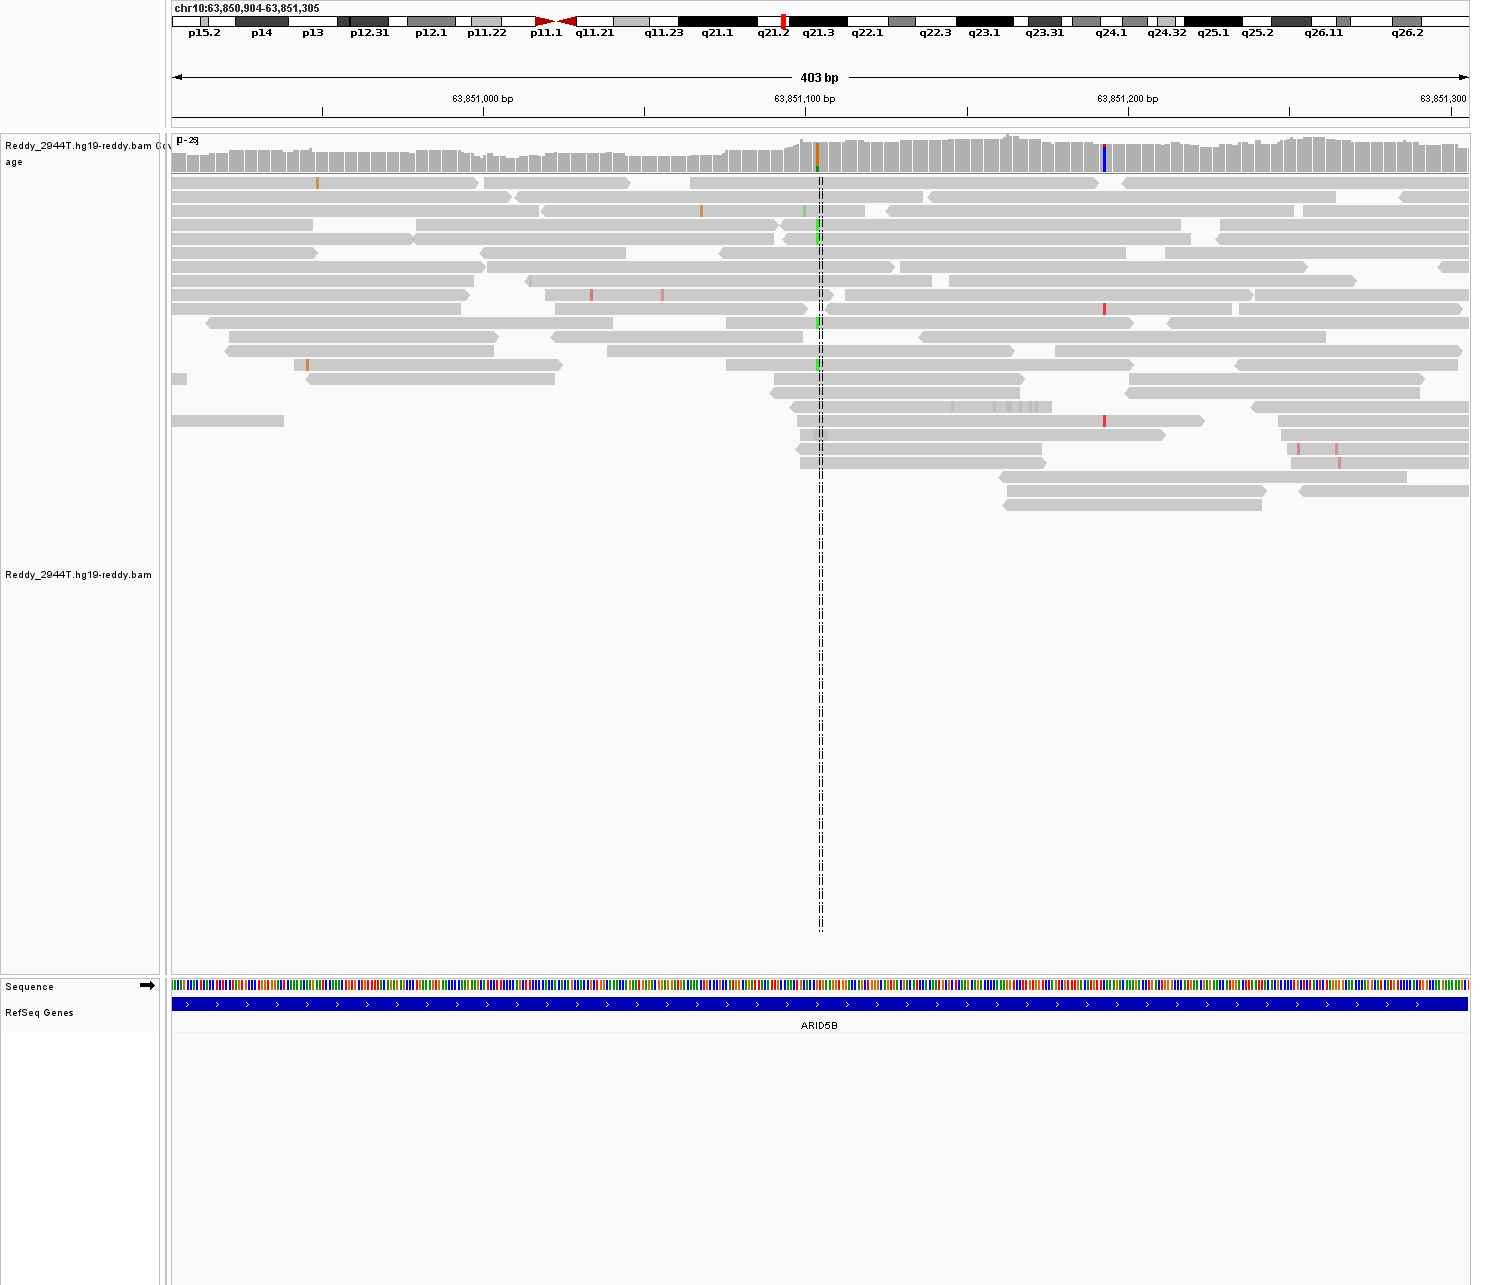 chr10:63,850,904-63,851,305
p15.2 p14 p13 p12.31 p12.1 p11.22 p11.1 q11.21 q11.23 q21.1 q21.2 q21.3 q22.1 q22.3 q23.1 q23.31 q24.1 q24.32 q25.1 q25.2 q26.11 q26.2
403 bp
63,851,000 bp 63,851,100 bp 63,851,200 bp 63,851,300
[0-25]
Reddy_2944T.hg19-reddy.bam Cov
age
Reddy_2944T.hg19-reddy.bam
Sequence
RefSeq Genes
ARID5B